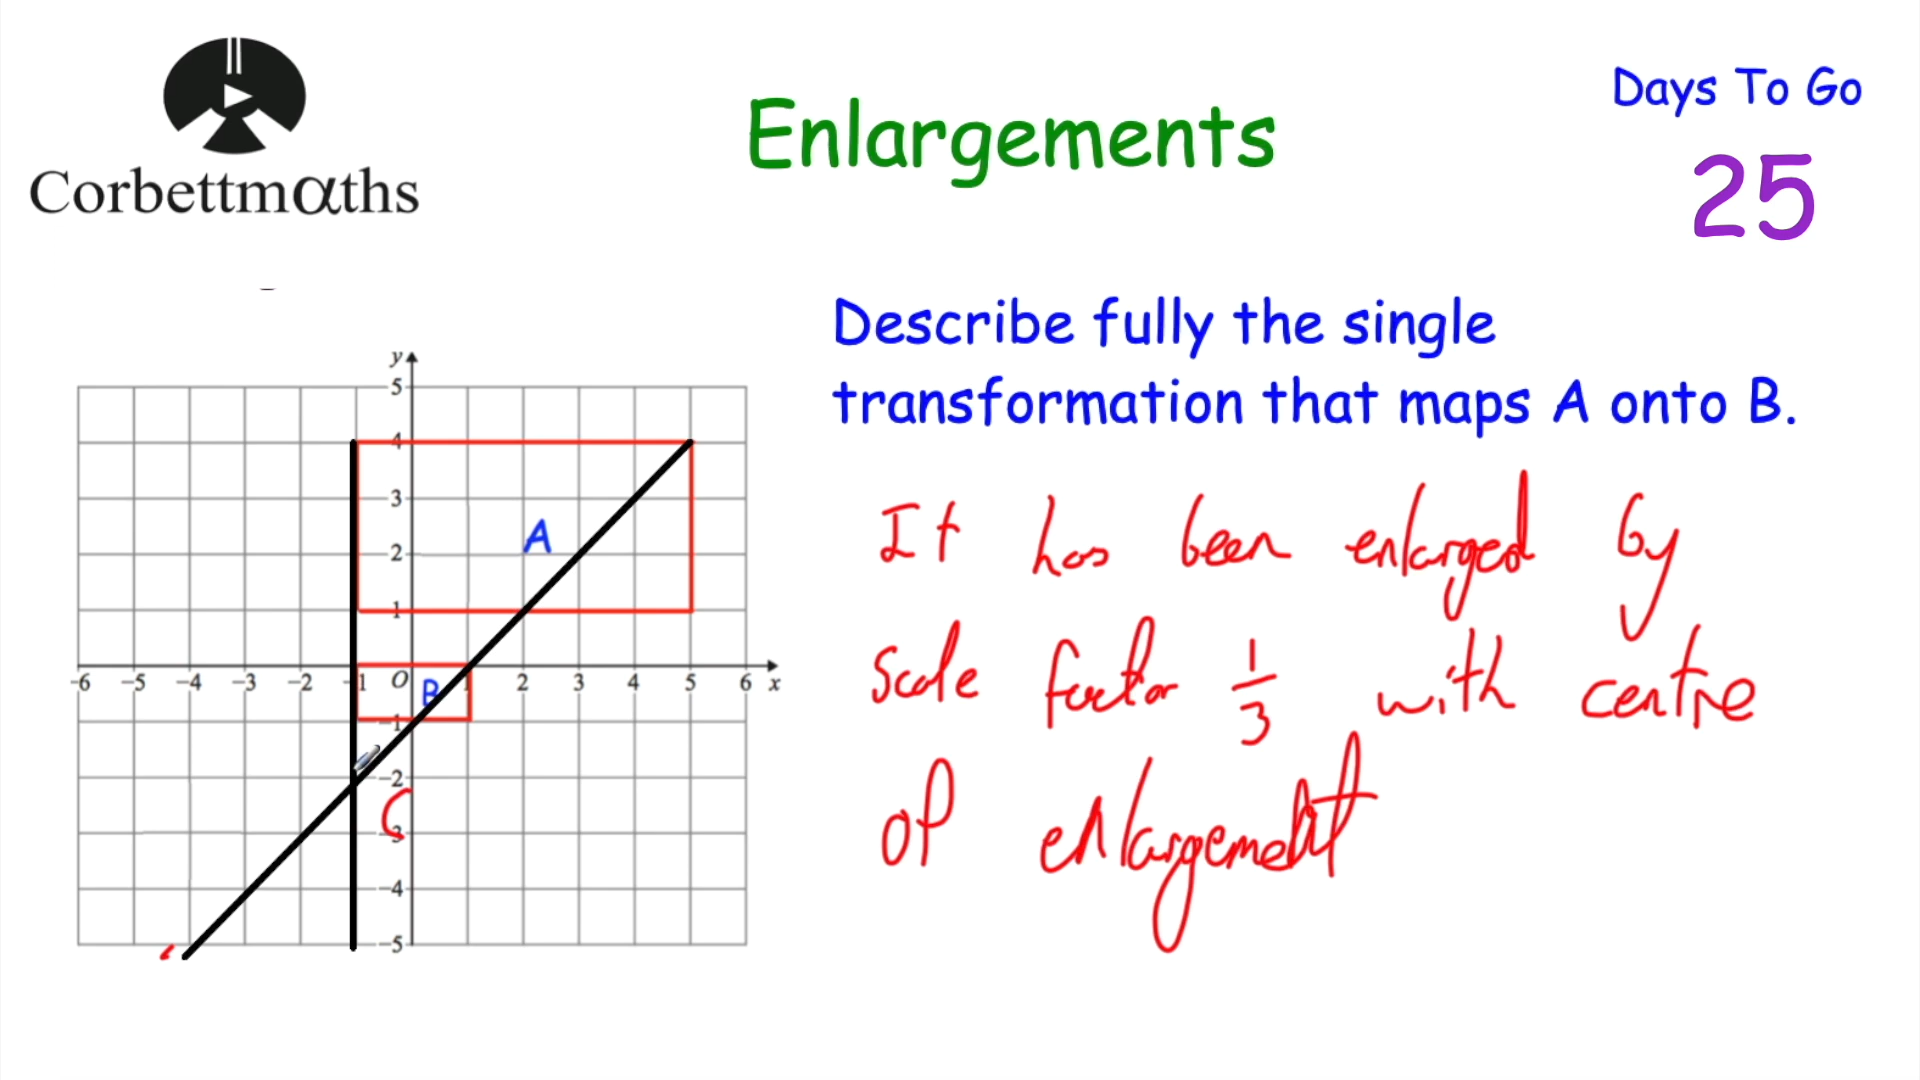 Corbettmαths
Enlargements
Days To Go
25
Describe fully the single
transformation that maps A onto B.
It has been enlarged by
scale factor 1/3 with centre
of enlargement
y
5
4
3
2
1
-6 -5 -4 -3 -2 -1 O 2 3 4 5 6 x
-1
-2
-3
-4
-5
A
B
C